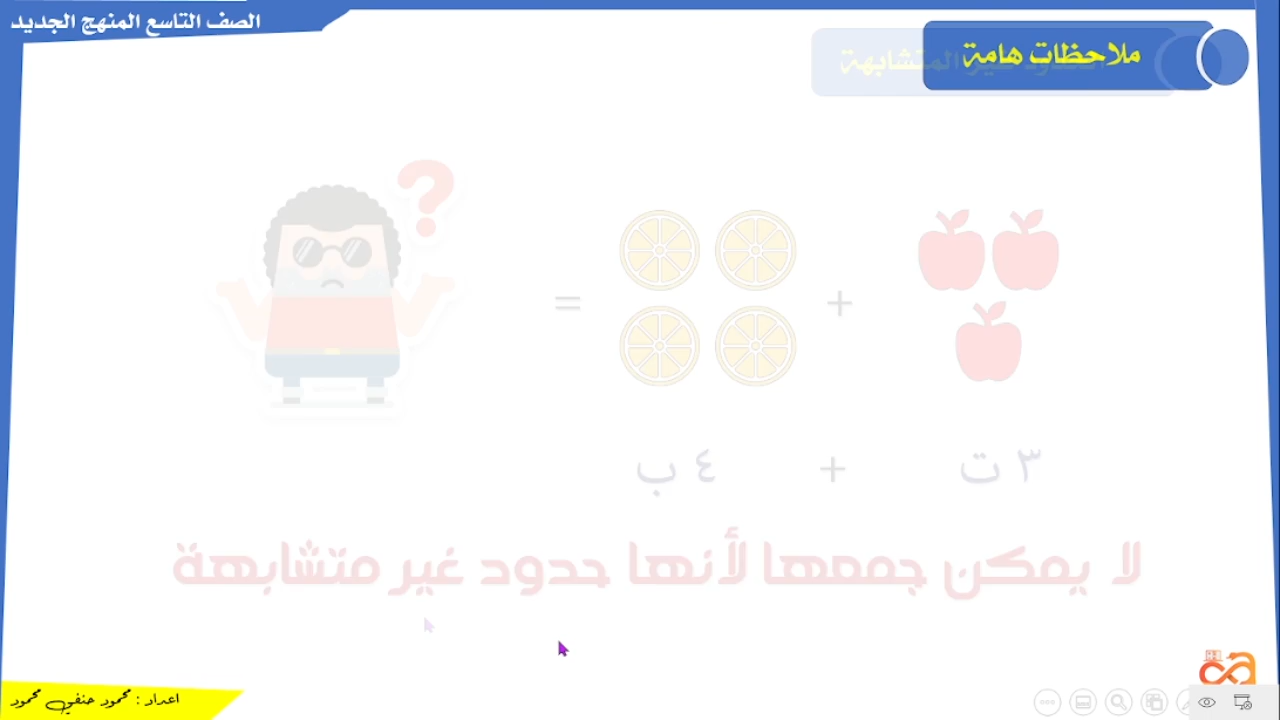 الصف التاسع المنهج الجديد
ملاحظات هامة
المتشابهة
+
=
٣ ت + ٤ ب
لا يمكن جمعها لأنها حدود غير متشابهة
اعداد : محمود حنفي محمود